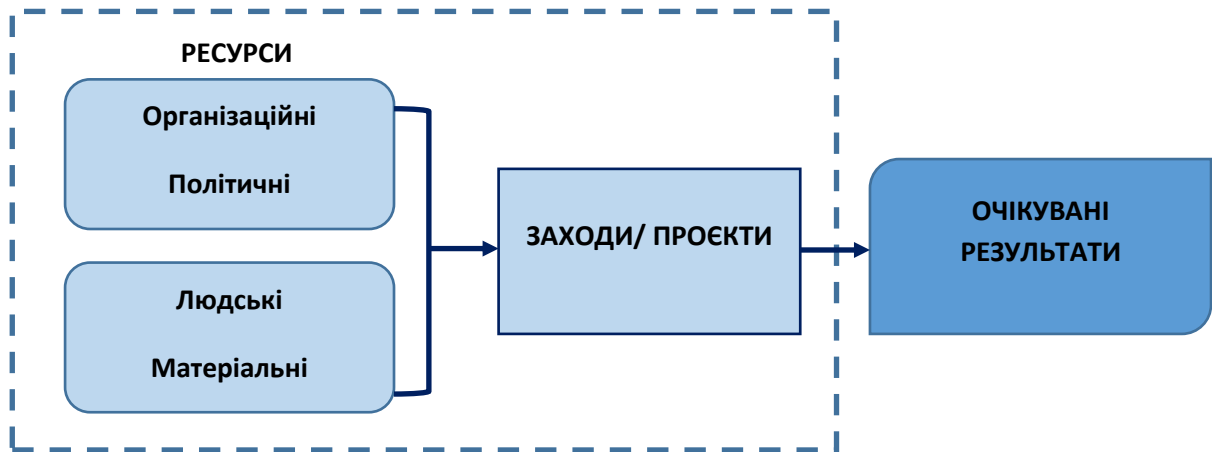 РЕСУРСИ
Організаційні
Політичні
Людські
Матеріальні
ЗАХОДИ/ ПРОЄКТИ
ОЧІКУВАНІ
РЕЗУЛЬТАТИ